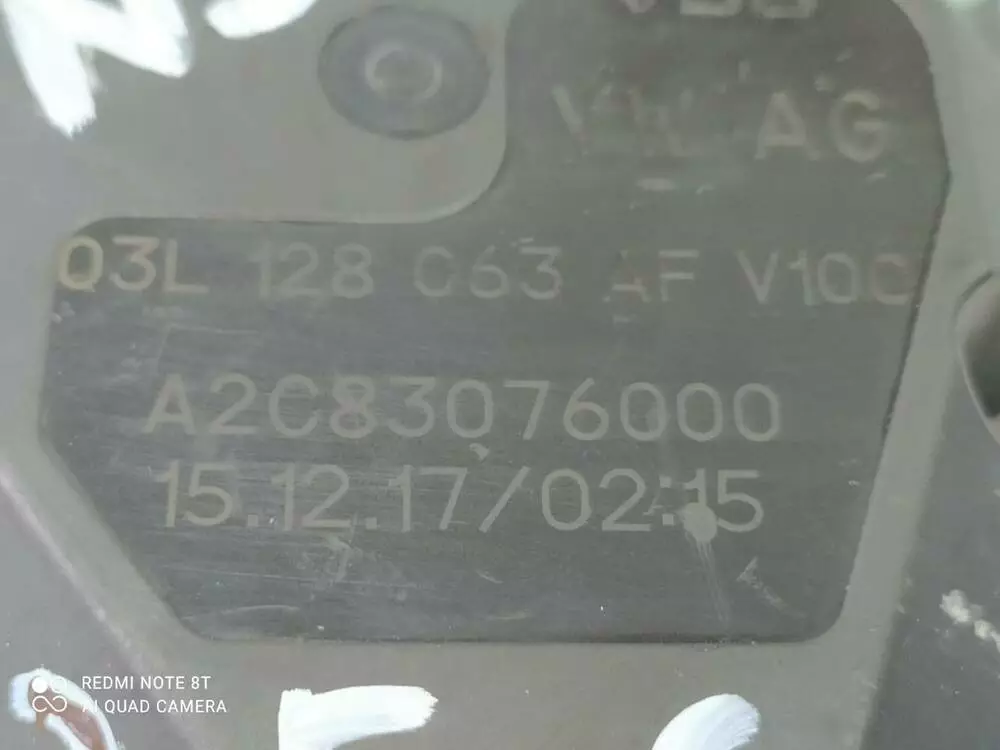 VDO
VW AG
03L 128 063 AF V10C
A2C83076000
15.12.17/02:15
REDMI NOTE 8T
AI QUAD CAMERA